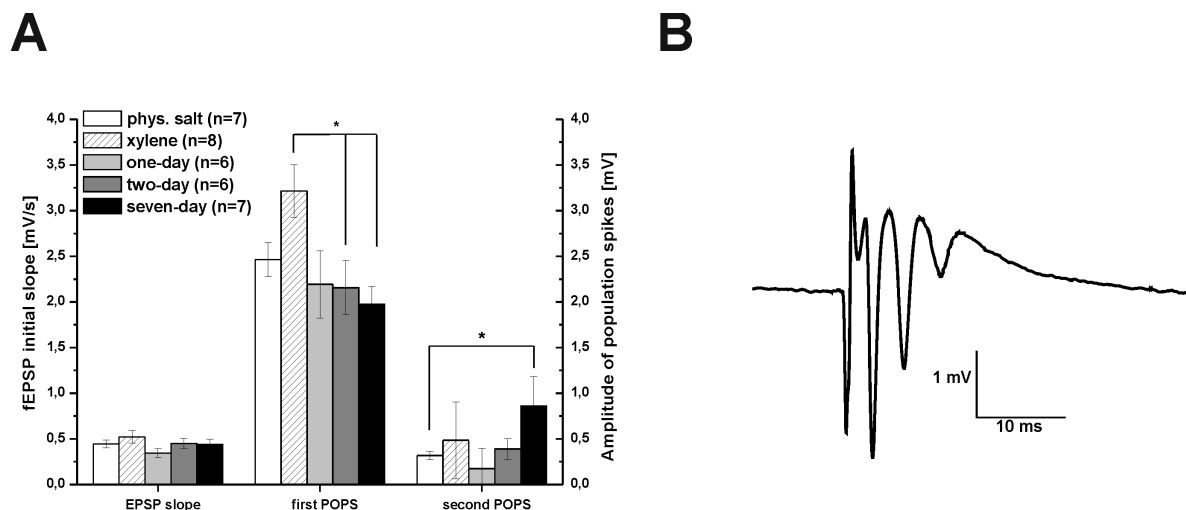 A
B
4,0
3,5
3,0
2,5
2,0
1,5
1,0
0,5
0,0
fEPSP initial slope [mV/s]
phys. salt (n=7)
xylene (n=8)
one-day (n=6)
two-day (n=6)
seven-day (n=7)
*
*
EPSP slope
first POPS
second POPS
4,0
3,5
3,0
2,5
2,0
1,5
1,0
0,5
0,0
Amplitude of population spikes [mV]
1 mV
10 ms